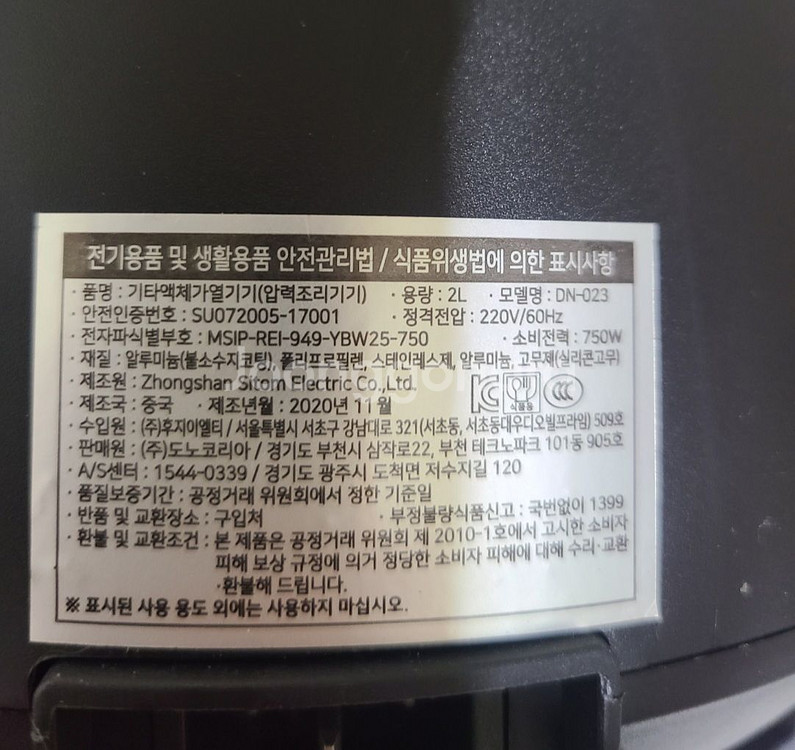 전기용품 및 생활용품 안전관리법 / 식품위생법에 의한 표시사항
· 품명 : 기타액체가열기기(압력조리기기) · 용량 : 2L · 모델명 : DN-023
· 안전인증번호 : SU072005-17001 · 정격전압 : 220V/60Hz
· 전자파식별부호 : MSIP-REI-949-YBW25-750 · 소비전력 : 750W
· 재질 : 알루미늄(불소수지코팅), 폴리프로필렌, 스테인레스제, 알루미늄, 고무제(실리콘고무)
· 제조원 : Zhongshan Siton Electric Co.,Ltd.
식품용
· 제조국 : 중국 · 제조년월 : 2020년 11월
· 수입원 : (주)후지이엘티 / 서울특별시 서초구 강남대로 321(서초동, 서초동대우디오빌프라임) 509호
· 판매원 : (주)도노코리아 / 경기도 부천시 삼작로22, 부천 테크노파크 101동 905호
· A/S센터 : 1544-0339 / 경기도 광주시 도척면 저수지길 120
· 품질보증기간 : 공정거래 위원회에서 정한 기준일
· 반품 및 교환장소 : 구입처 · 부정불량식품신고 : 국번없이 1399
· 환불 및 교환조건 : 본 제품은 공정거래 위원회 제 2010-1호에서 고시한 소비자
피해 보상 규정에 의거 정당한 소비자 피해에 대해 수리·교환
·환불해 드립니다.
※ 표시된 사용 용도 외에는 사용하지 마십시오.